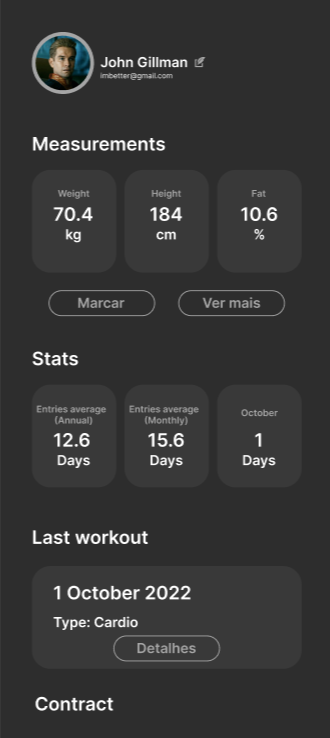 John Gillman
imbetter@gmail.com
Measurements
Weight
70.4
kg
Height
184
cm
Fat
10.6
%
Marcar
Ver mais
Stats
Entries average
(Annual)
12.6
Days
Entries average
(Monthly)
15.6
Days
October
1
Days
Last workout
1 October 2022
Type: Cardio
Detalhes
Contract